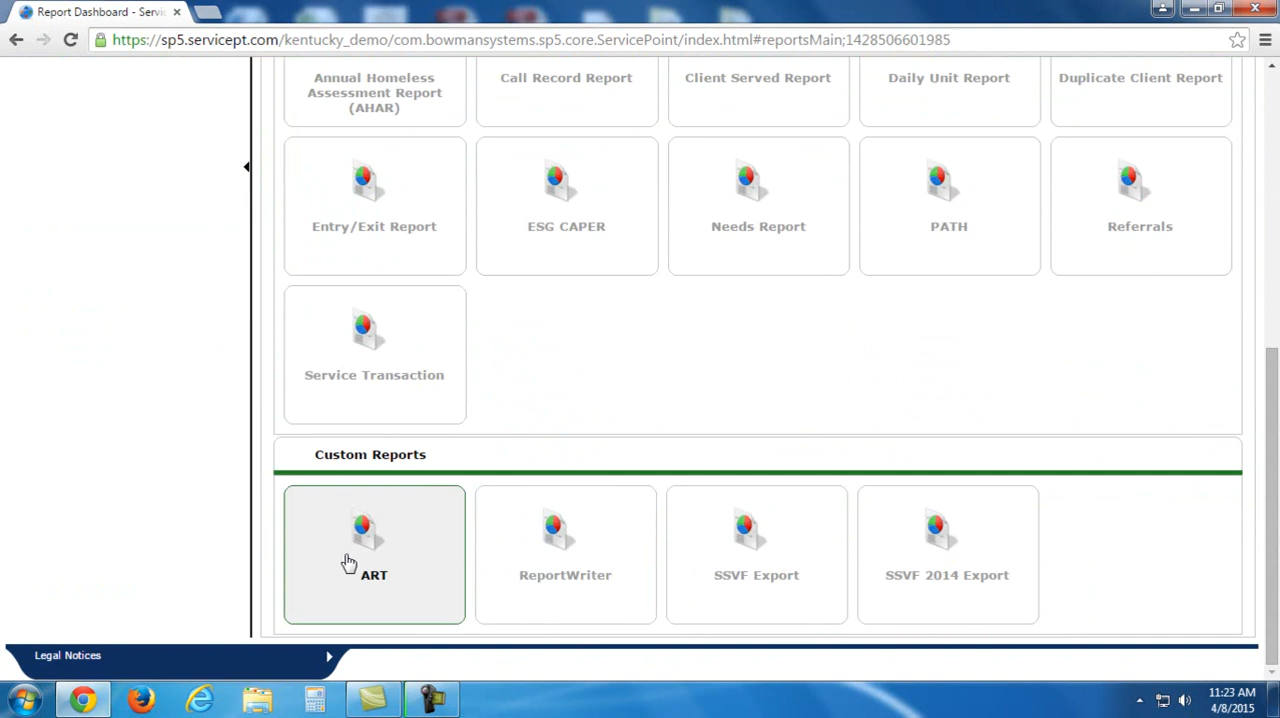 Report Dashboard - Servi
https://sp5.servicept.com/kentucky_demo/com.bowmansystems.sp5.core.ServicePoint/index.html#reportsMain;1428506601985
Annual Homeless
Assessment Report
(AHAR)
Call Record Report
Client Served Report
Daily Unit Report
Duplicate Client Report
Entry/Exit Report
ESG CAPER
Needs Report
PATH
Referrals
Service Transaction
Custom Reports
ART
ReportWriter
SSVF Export
SSVF 2014 Export
Legal Notices
11:23 AM
4/8/2015